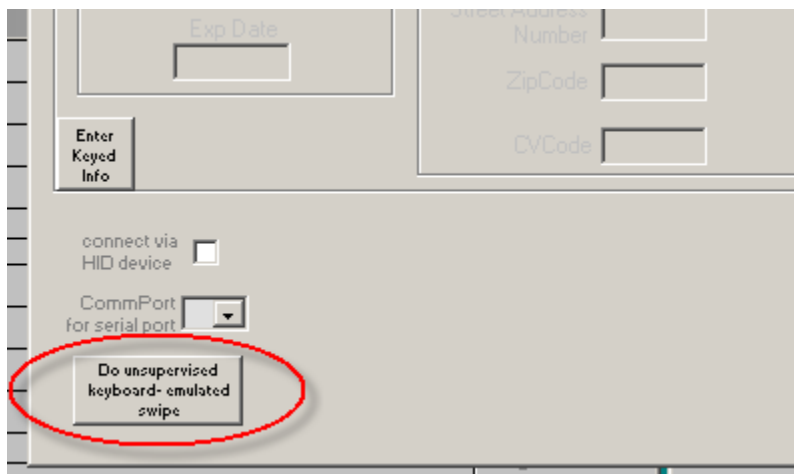 Exp Date
Street Address
Number
ZipCode
CVCode
Enter
Keyed
Info
connect via
HID device
CommPort
for serial port
Do unsupervised
keyboard- emulated
swipe